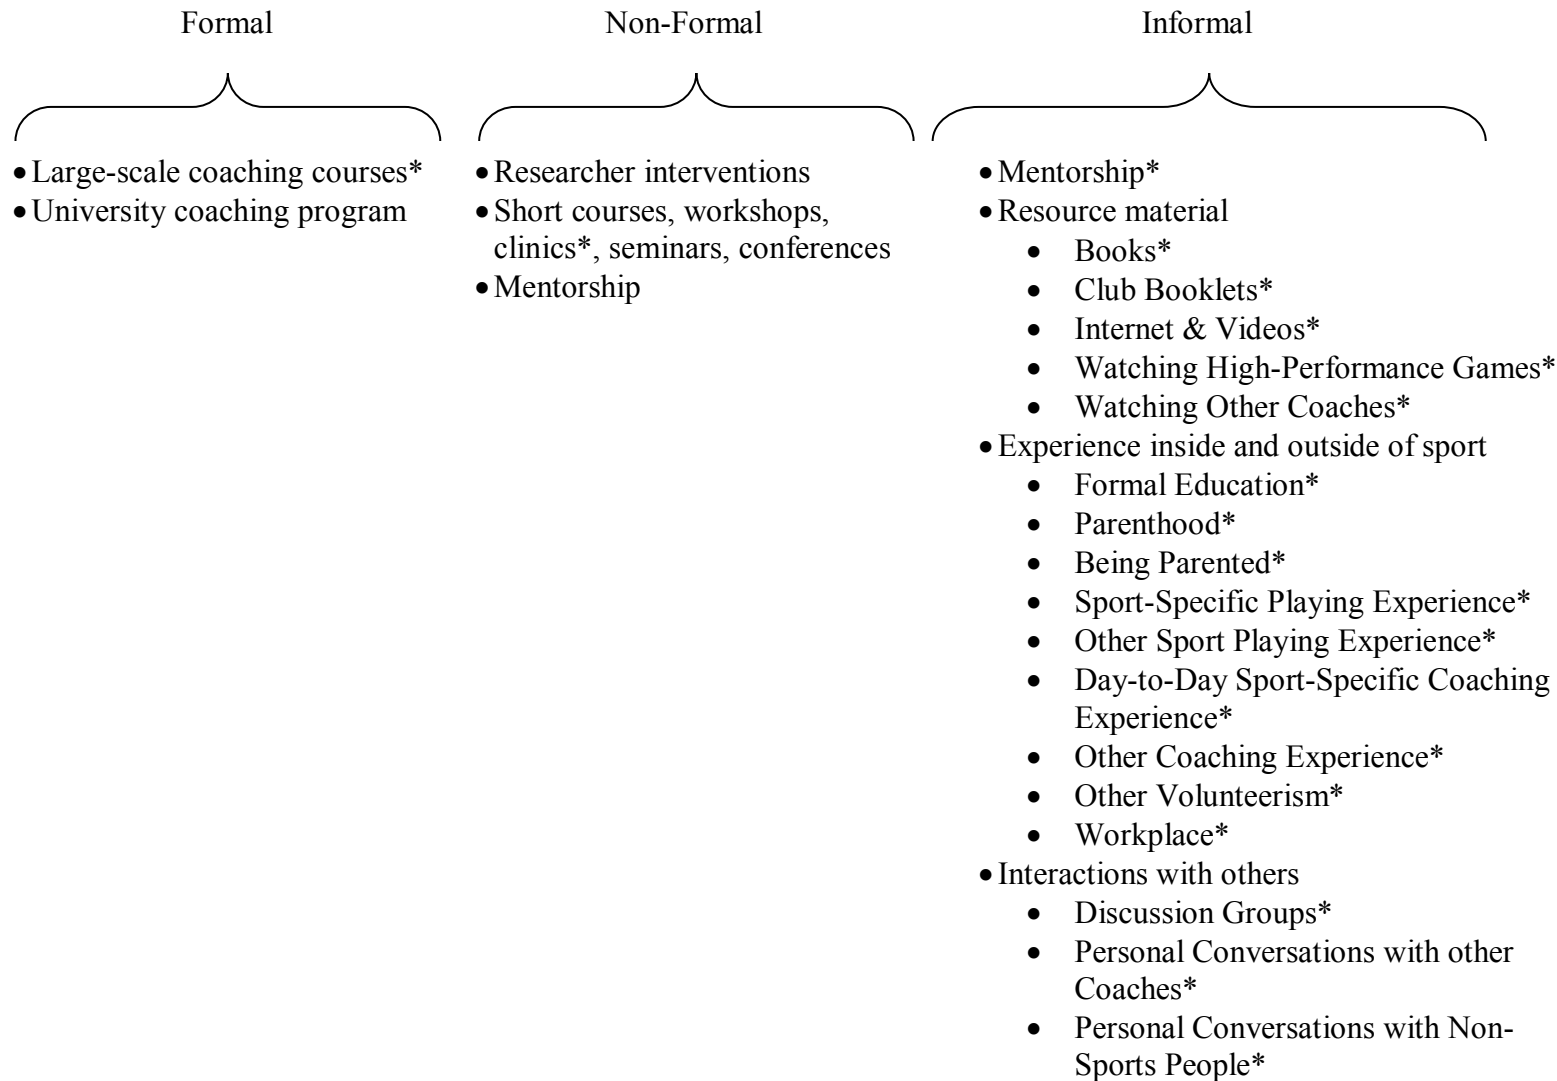 Formal
Non-Formal
Informal
• Large-scale coaching courses*
• University coaching program
• Researcher interventions
• Short courses, workshops,
clinics*, seminars, conferences
• Mentorship
• Mentorship*
• Resource material
• Books*
• Club Booklets*
• Internet & Videos*
• Watching High-Performance Games*
• Watching Other Coaches*
• Experience inside and outside of sport
• Formal Education*
• Parenthood*
• Being Parented*
• Sport-Specific Playing Experience*
• Other Sport Playing Experience*
• Day-to-Day Sport-Specific Coaching
Experience*
• Other Coaching Experience*
• Other Volunteerism*
• Workplace*
• Interactions with others
• Discussion Groups*
• Personal Conversations with other
Coaches*
• Personal Conversations with Non-
Sports People*